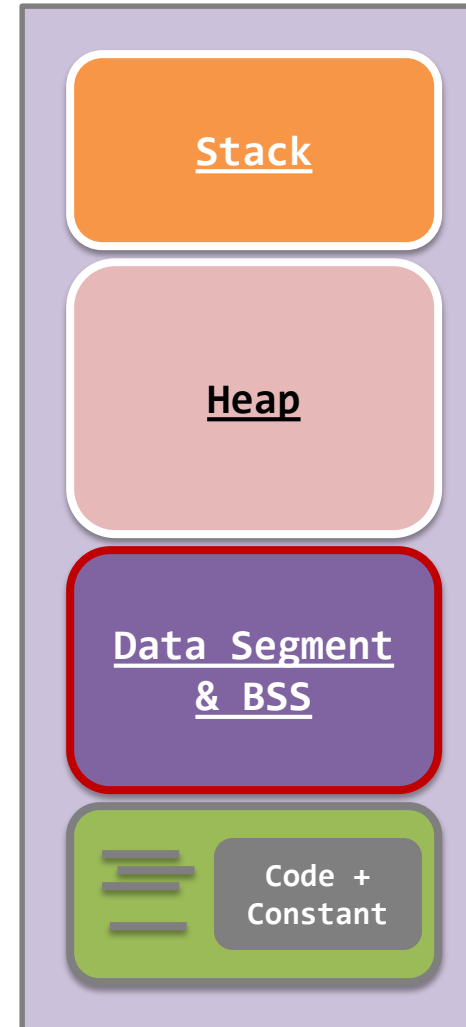 Stack
Heap
Data Segment
& BSS
Code +
Constant